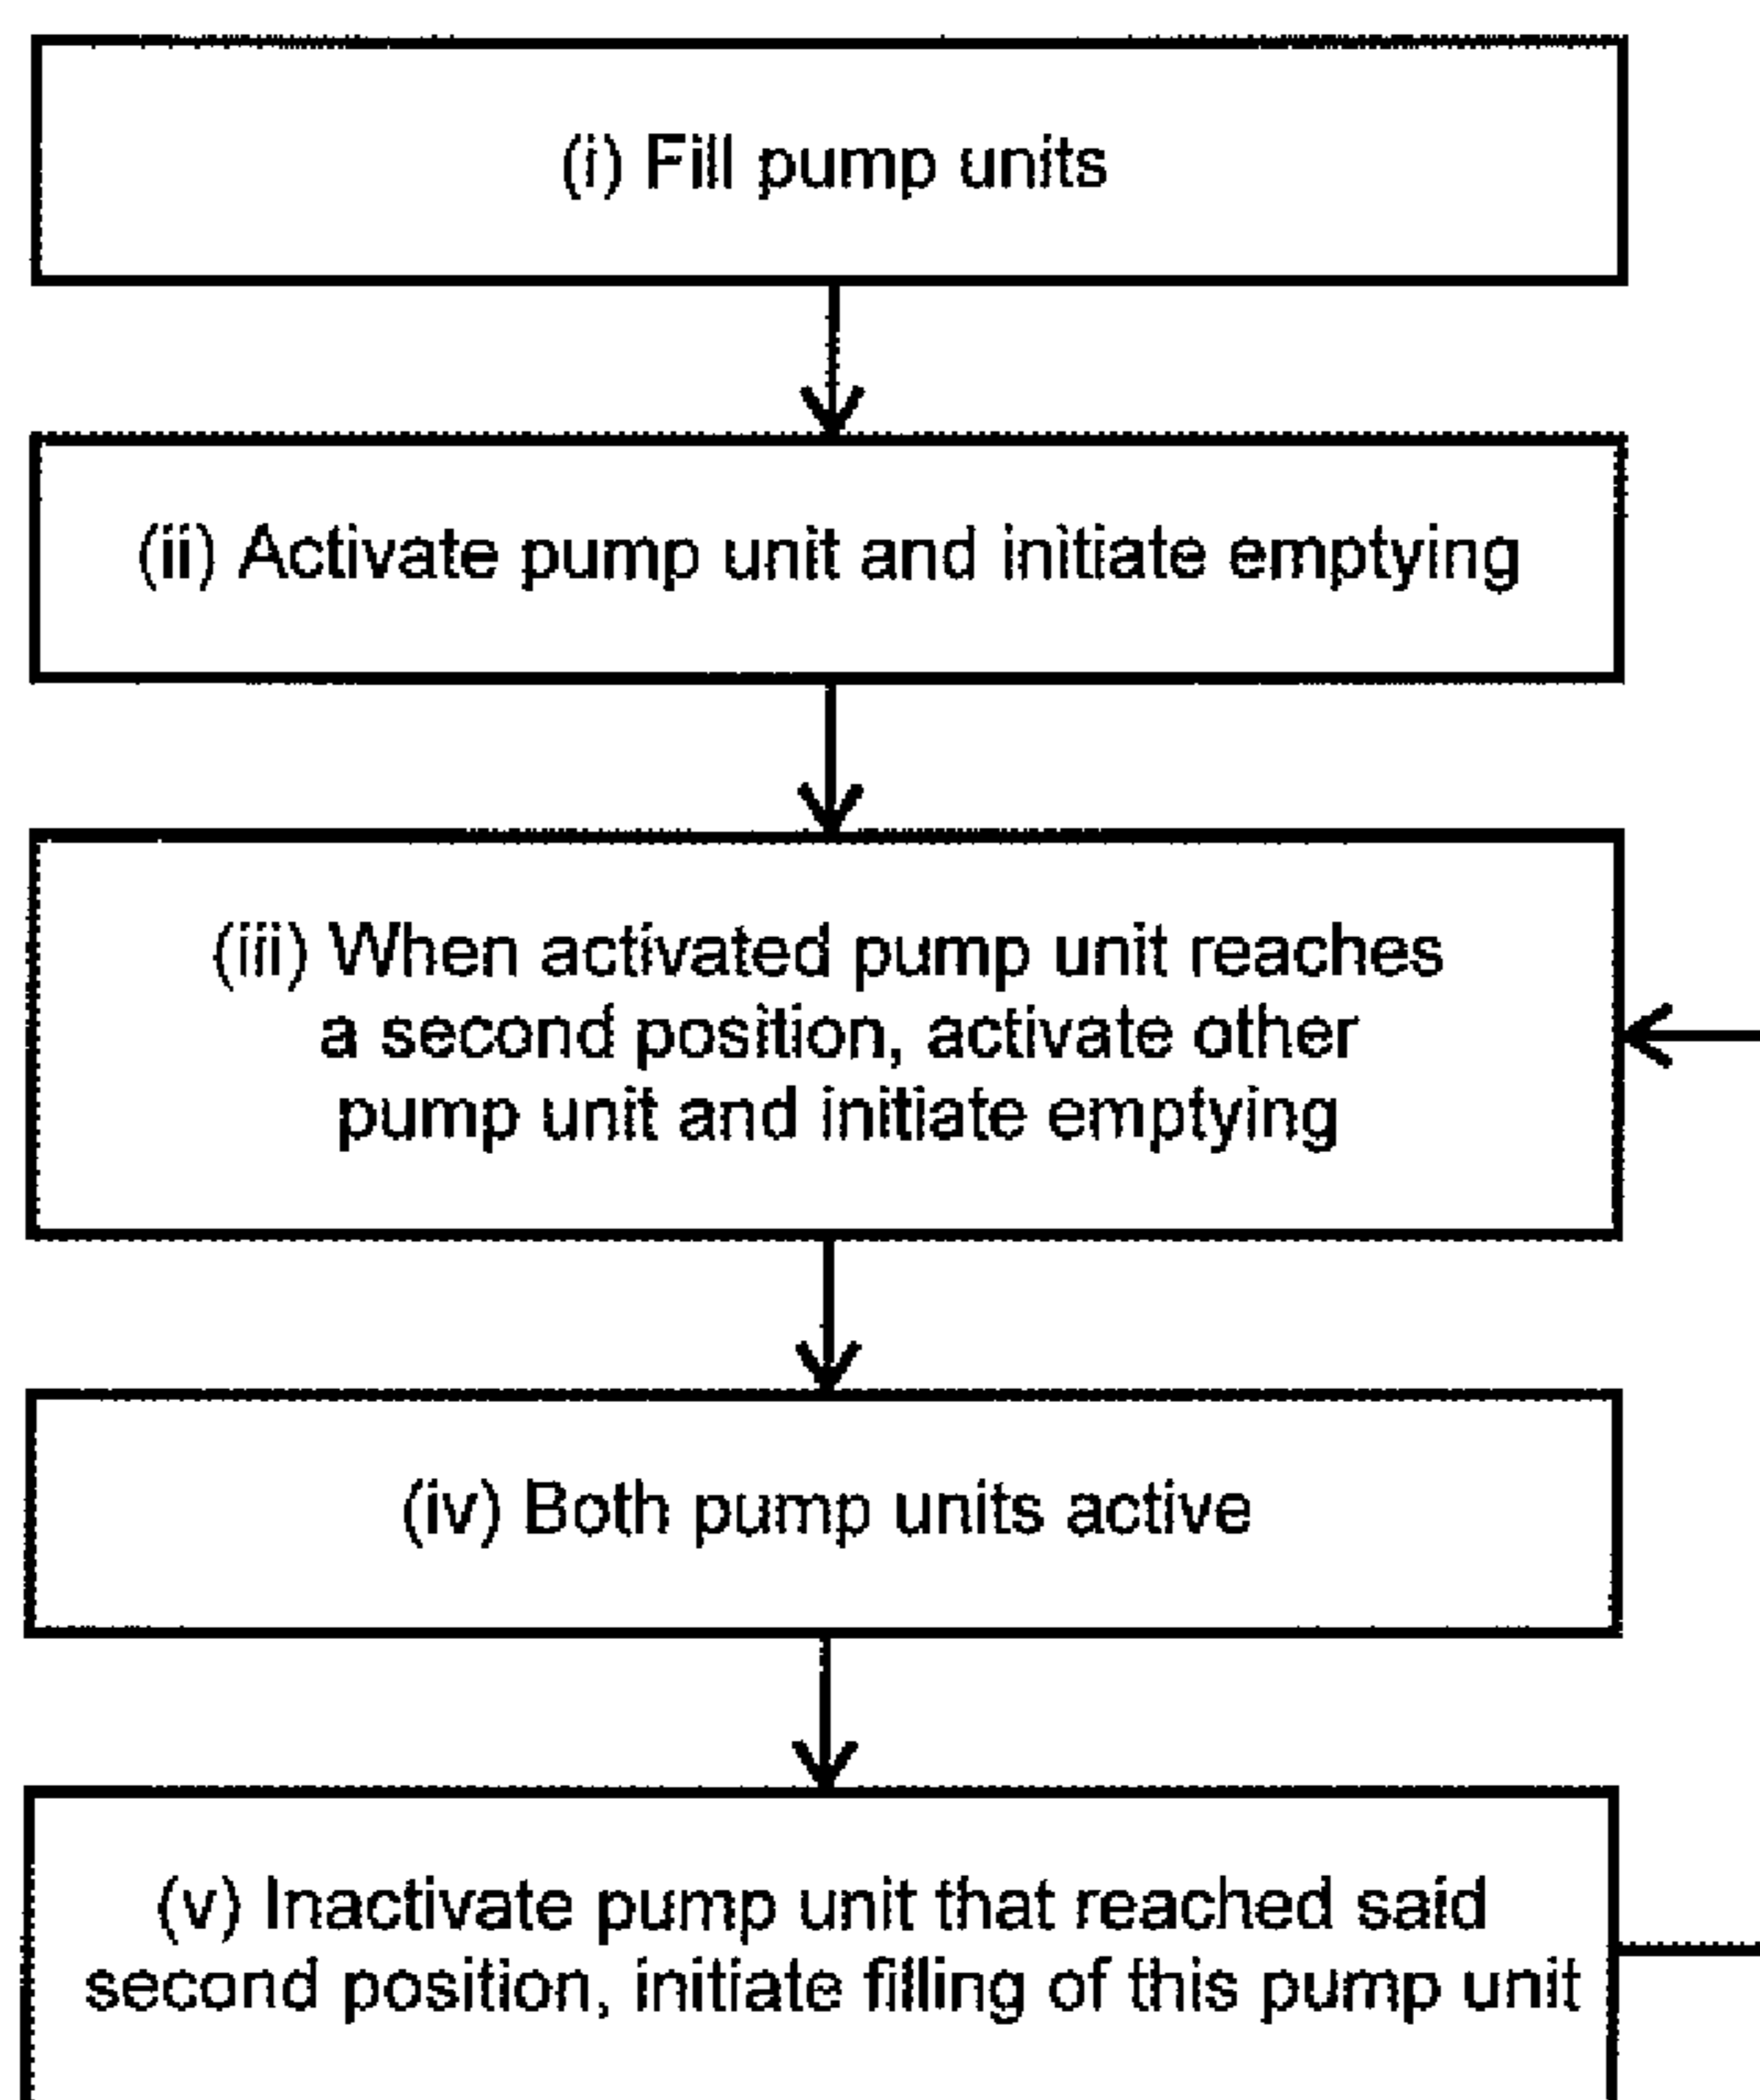 (i) Fill pump units
(ii) Activate pump unit and initiate emptying
(iii) When activated pump unit reaches
a second position, activate other
pump unit and initiate emptying
(iv) Both pump units active
(v) Inactivate pump unit that reached said
second position, initiate filling of this pump unit